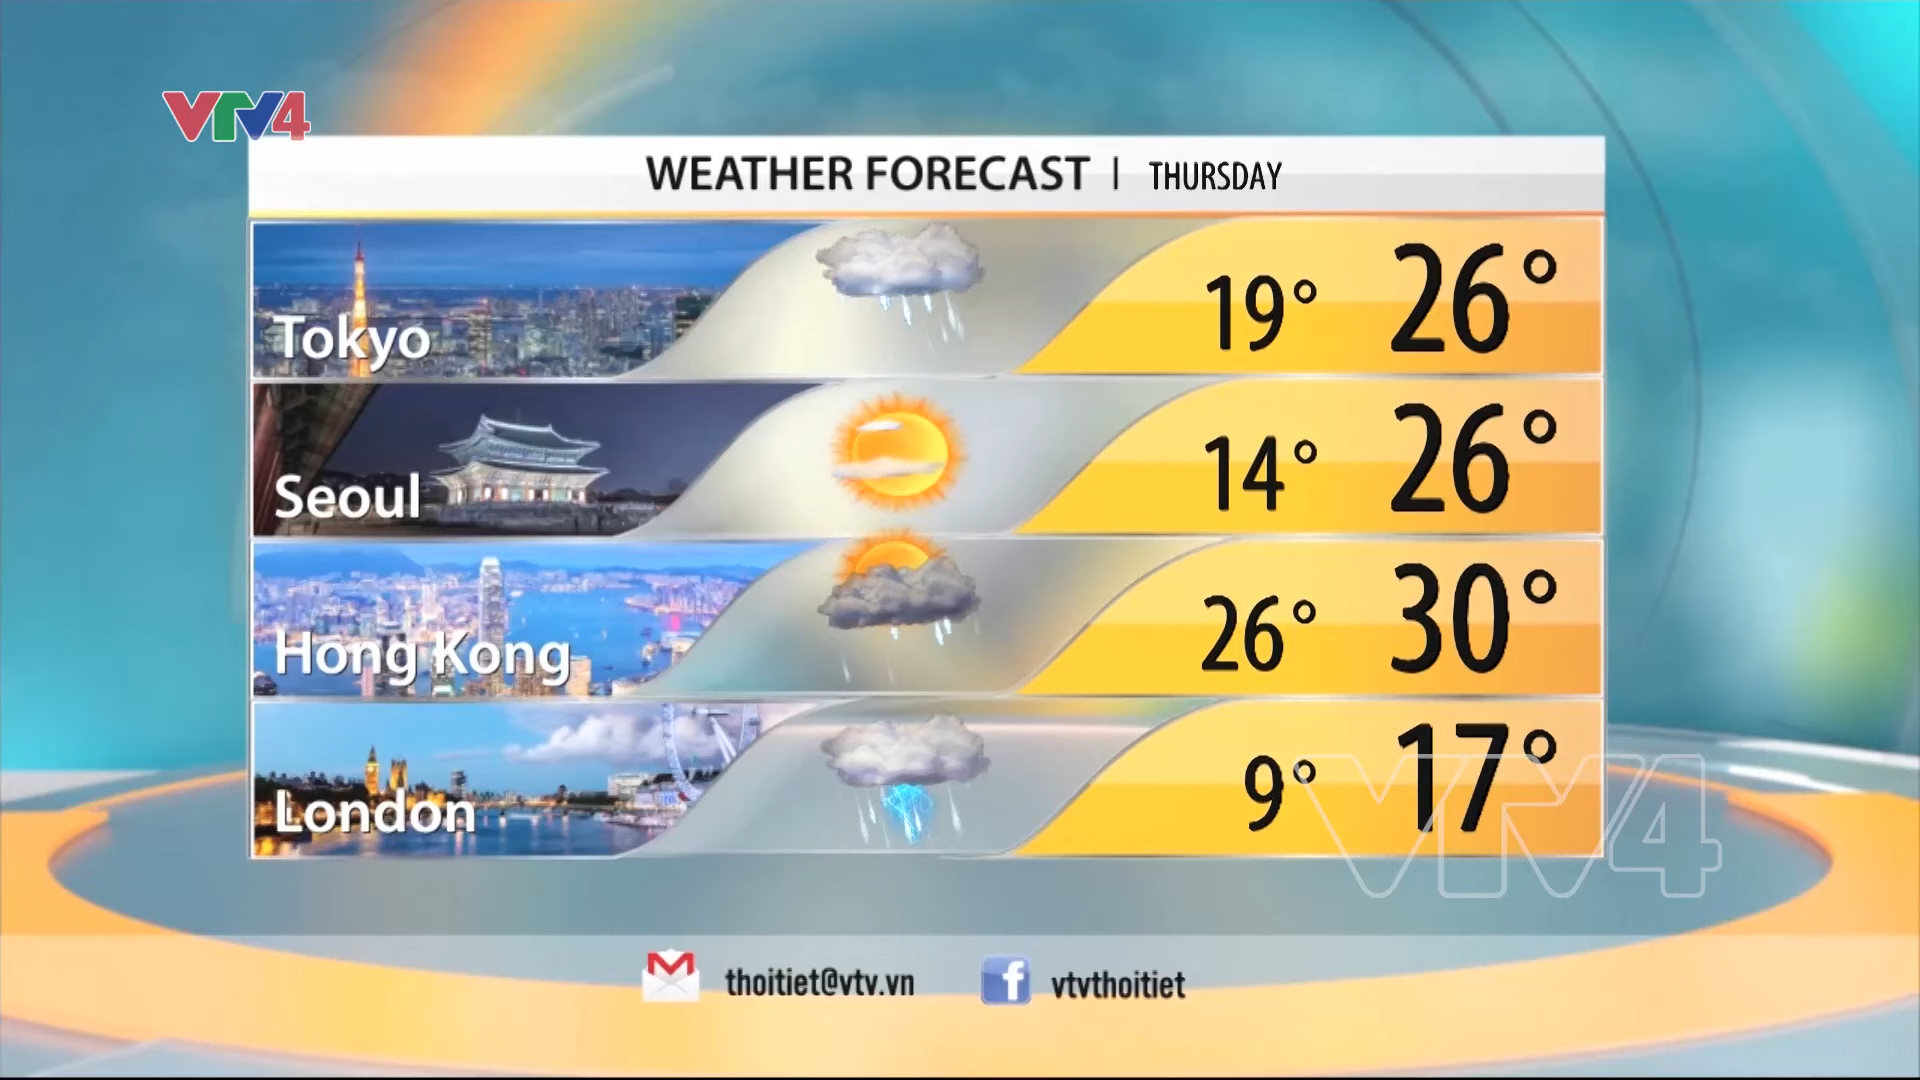 VTV4
WEATHER FORECAST | THURSDAY
Tokyo 19° 26°
Seoul 14° 26°
Hong Kong 26° 30°
London 9° 17°
VTV4
thoitiet@vtv.vn vtvthoitiet